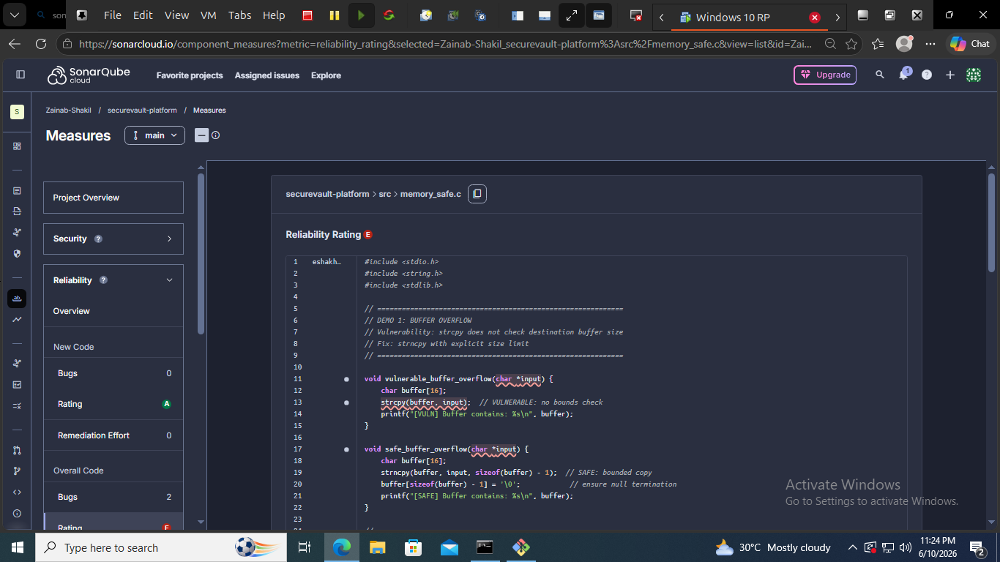 son
File Edit View VM Tabs Help
Windows 10 RP
https://sonarcloud.io/component_measures?metric=reliability_rating&selected=Zainab-Shakil_securevault-platform%3Asrc%2Fmemory_safe.c&view=list&id=Zai...
Chat
SonarQube cloud
Favorite projects Assigned issues Explore
Upgrade
1
S
Zainab-Shakil / securevault-platform / Measures
Measures
main
Project Overview
Security
Reliability
Overview
New Code
Bugs 0
Rating A
Remediation Effort 0
Overall Code
Bugs 2
Rating E
securevault-platform > src > memory_safe.c
Reliability Rating E
1 eshakh... #include <stdio.h>
2 #include <string.h>
3 #include <stdlib.h>
4
5 // ============================================================
6 // DEMO 1: BUFFER OVERFLOW
7 // Vulnerability: strcpy does not check destination buffer size
8 // Fix: strncpy with explicit size limit
9 // ============================================================
10
11 void vulnerable_buffer_overflow(char *input) {
12 char buffer[16];
13 strcpy(buffer, input); // VULNERABLE: no bounds check
14 printf("[VULN] Buffer contains: %s\n", buffer);
15 }
16
17 void safe_buffer_overflow(char *input) {
18 char buffer[16];
19 strncpy(buffer, input, sizeof(buffer) - 1); // SAFE: bounded copy
20 buffer[sizeof(buffer) - 1] = '\0'; // ensure null termination
21 printf("[SAFE] Buffer contains: %s\n", buffer);
22 }
23
Activate Windows
Go to Settings to activate Windows.
Type here to search
30°C Mostly cloudy
11:24 PM
6/10/2026
2